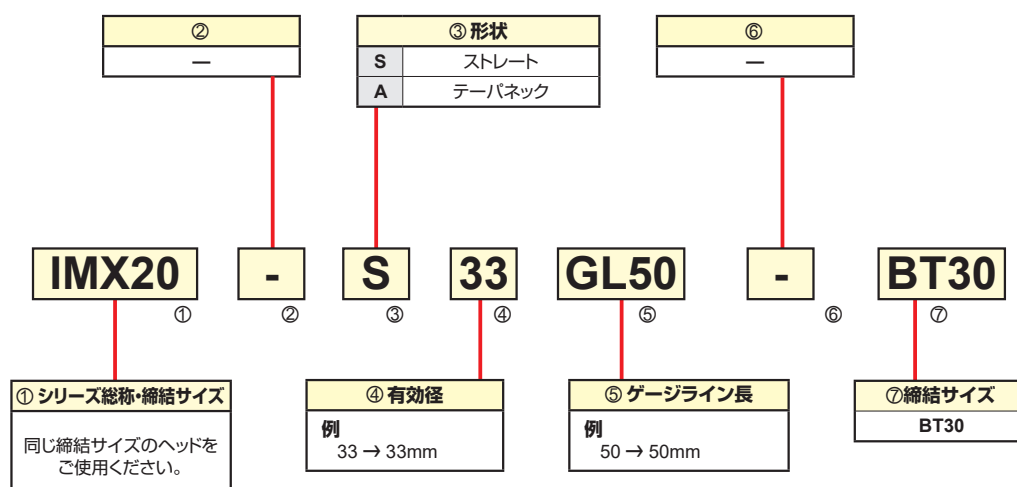 ②
—
③ 形状
S ストレート
A テーパネック
⑥
—
IMX20 - S 33 GL50 - BT30
① ② ③ ④ ⑤ ⑥ ⑦
① シリーズ総称・締結サイズ
同じ締結サイズのヘッドを
ご使用ください。
④ 有効径
例
33 → 33mm
⑤ ゲージライン長
例
50 → 50mm
⑦締結サイズ
BT30